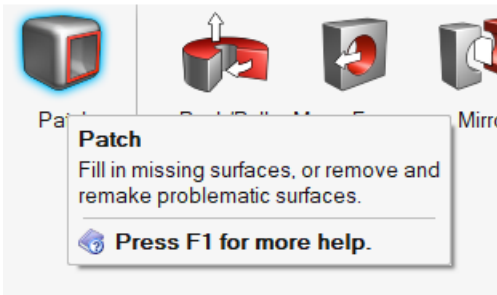 Patch
Fill in missing surfaces, or remove and
remake problematic surfaces.
Press F1 for more help.